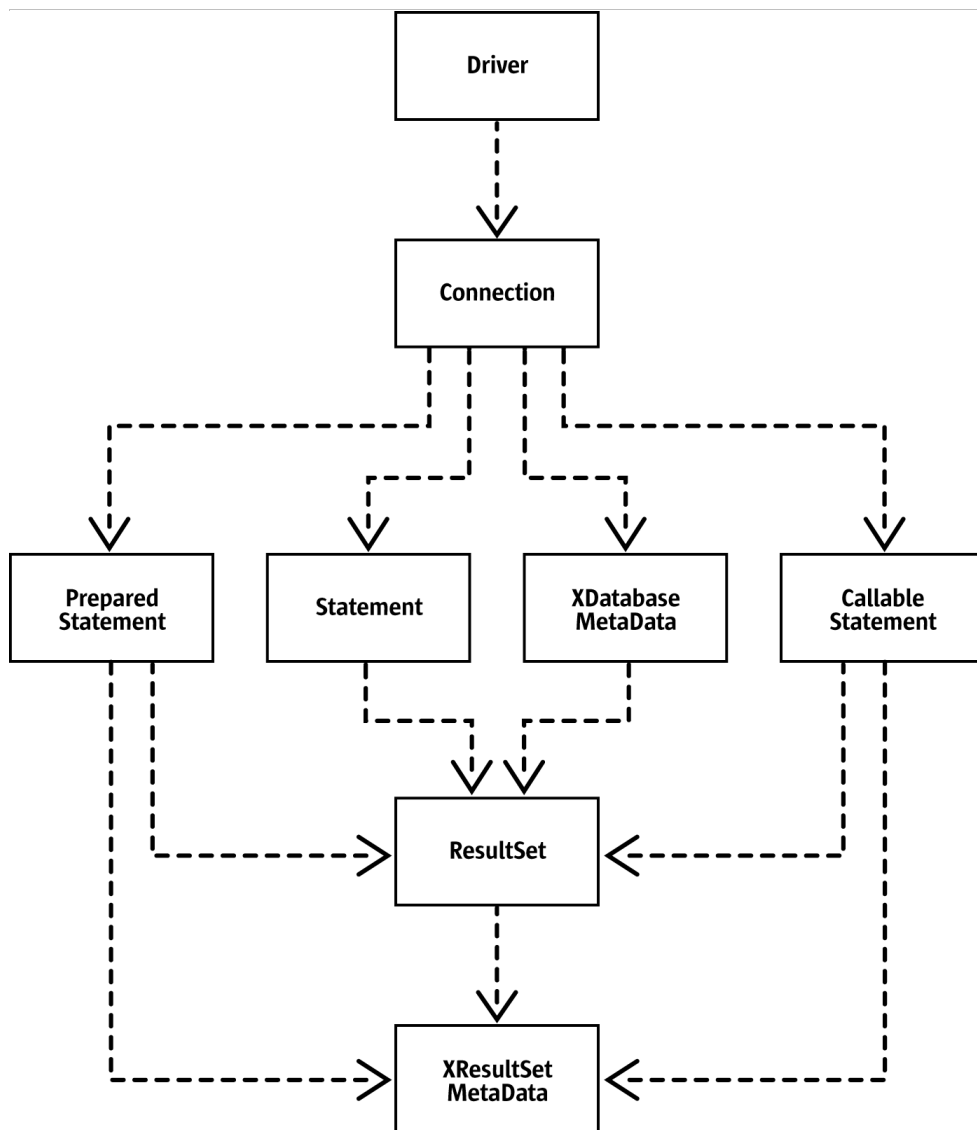 Driver
Connection
Prepared
Statement
Statement
XDatabase
MetaData
Callable
Statement
ResultSet
XResultSet
MetaData